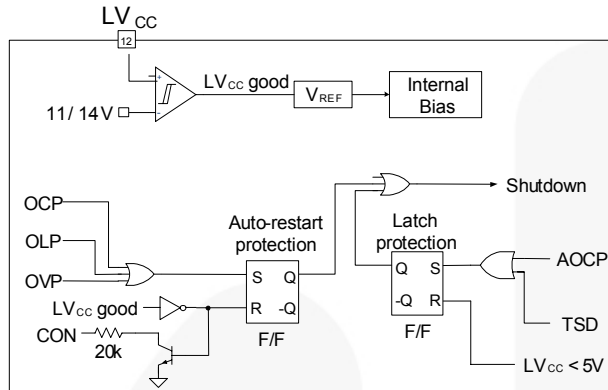 LVCC
12
LVCC good
VREF
Internal
Bias
11/ 14 V
+
-
Shutdown
OCP
Auto-restart
protection
Latch
protection
OLP
S Q
Q S
AOCP
OVP
LVCC good
R -Q
-Q R
CON
20k
F/F
F/F
TSD
LVCC < 5V